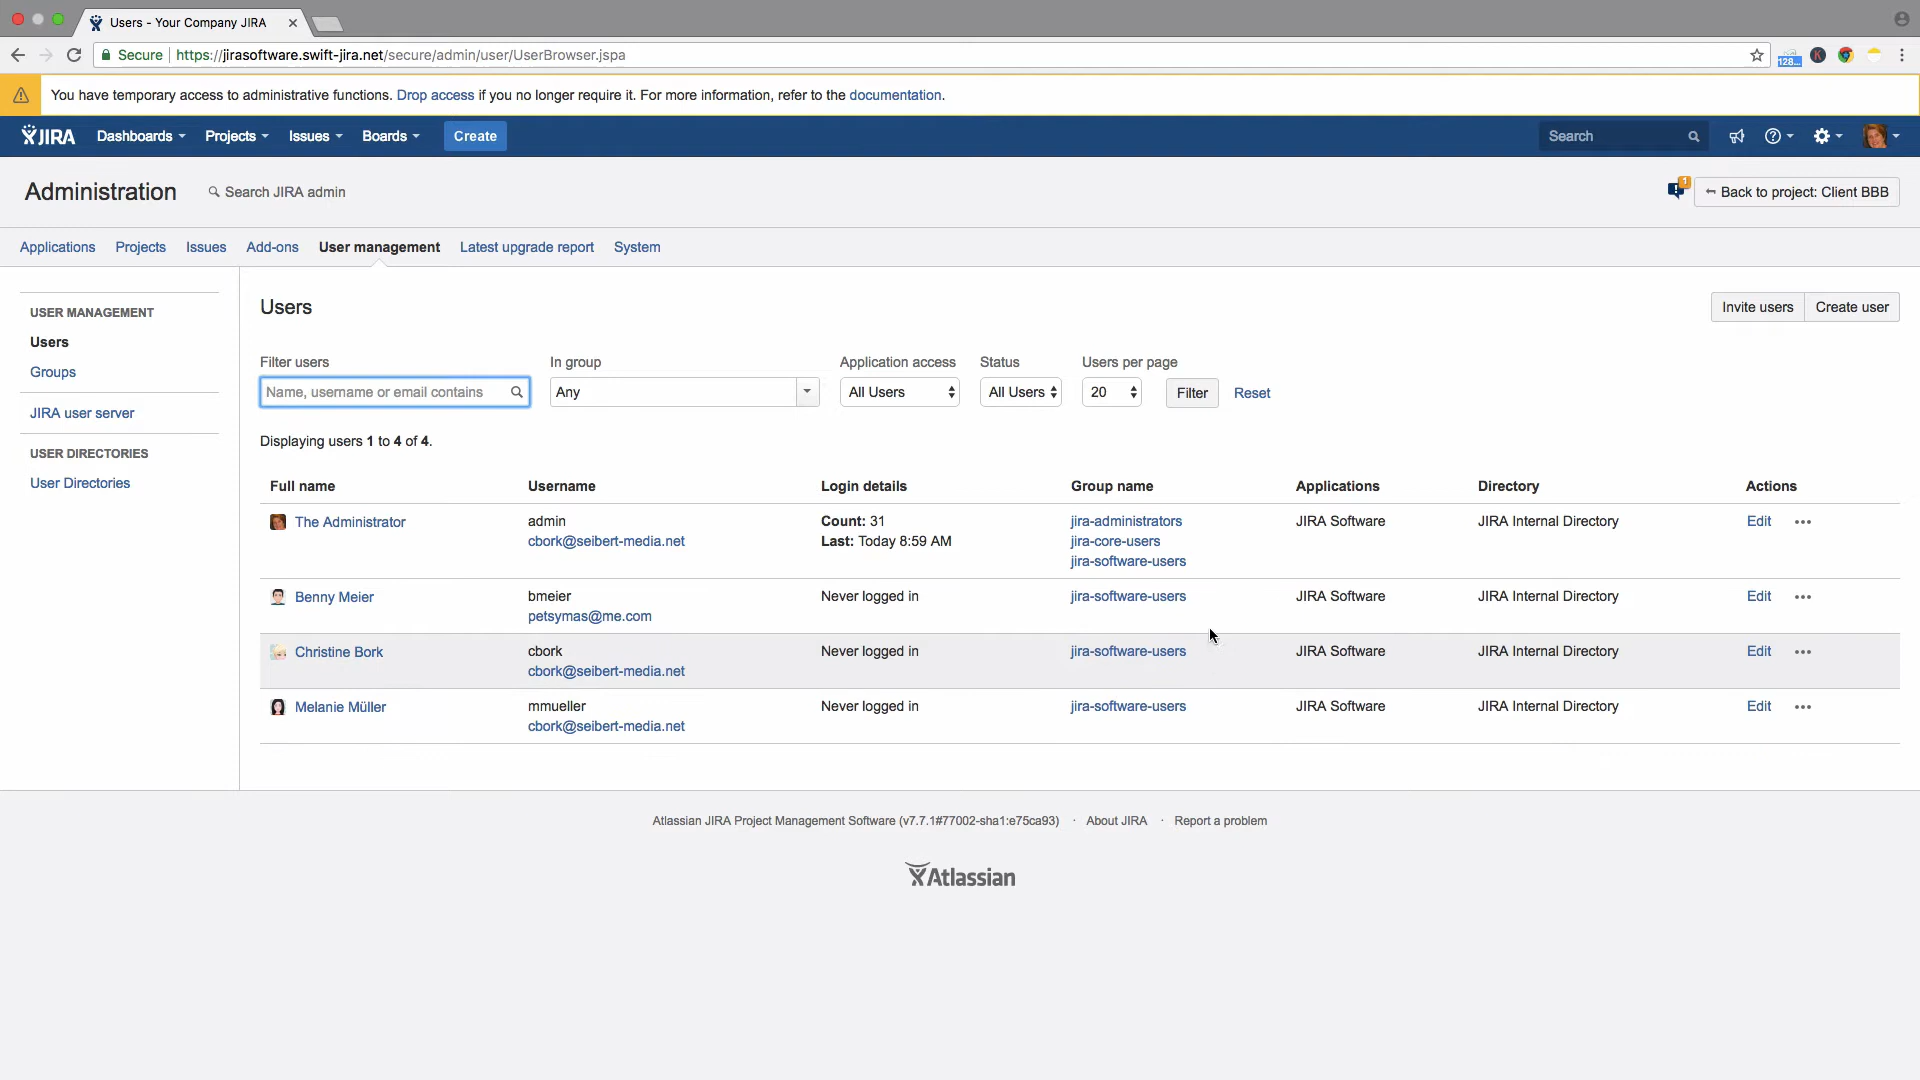 Users - Your Company JIRA
Secure https://jirasoftware.swift-jira.net/secure/admin/user/UserBrowser.jspa
128...
K
You have temporary access to administrative functions. Drop access if you no longer require it. For more information, refer to the documentation.
JIRA Dashboards Projects Issues Boards Create Search
Administration Search JIRA admin 1 Back to project: Client BBB
Applications Projects Issues Add-ons User management Latest upgrade report System
USER MANAGEMENT
Users
Groups
JIRA user server
USER DIRECTORIES
User Directories
Users Invite users Create user
Filter users In group Application access Status Users per page
Name, username or email contains Any All Users All Users 20 Filter Reset
Displaying users 1 to 4 of 4.
Full name Username Login details Group name Applications Directory Actions
The Administrator admin Count: 31 jira-administrators JIRA Software JIRA Internal Directory Edit •••
cbork@seibert-media.net Last: Today 8:59 AM jira-core-users
jira-software-users
Benny Meier bmeier Never logged in jira-software-users JIRA Software JIRA Internal Directory Edit •••
petsymas@me.com
Christine Bork cbork Never logged in jira-software-users JIRA Software JIRA Internal Directory Edit •••
cbork@seibert-media.net
Melanie Müller mmueller Never logged in jira-software-users JIRA Software JIRA Internal Directory Edit •••
cbork@seibert-media.net
Atlassian JIRA Project Management Software (v7.7.1#77002-sha1:e75ca93) · About JIRA · Report a problem
Atlassian